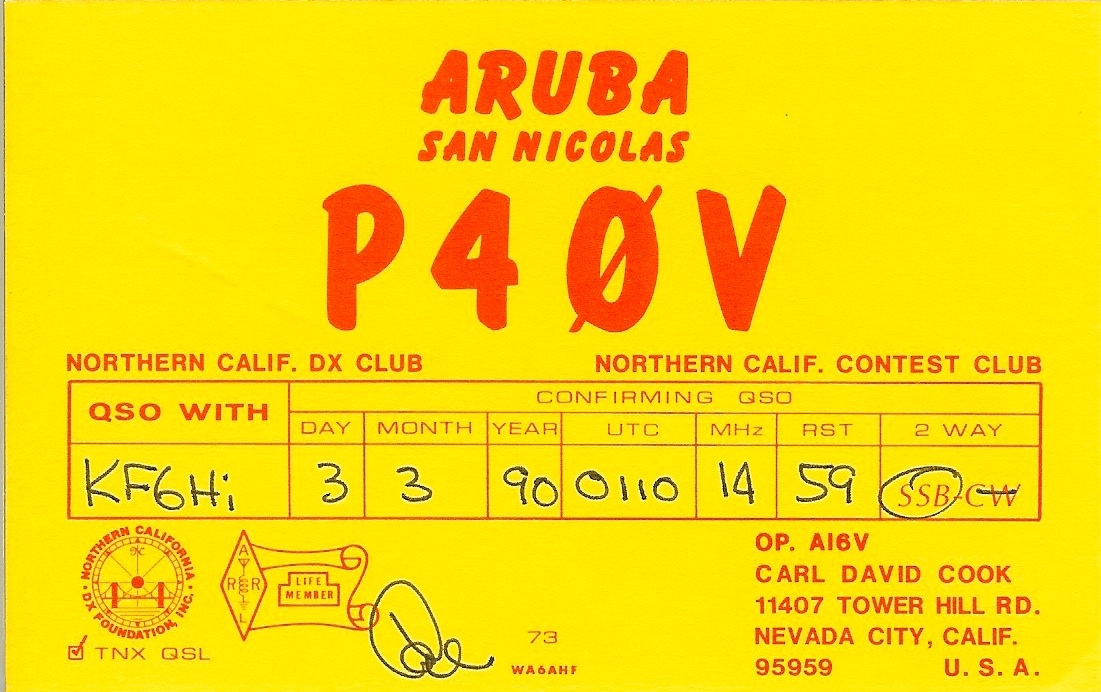 ARUBA
SAN NICOLAS
P4ØV
NORTHERN CALIF. DX CLUB NORTHERN CALIF. CONTEST CLUB
QSO WITH CONFIRMING QSO
DAY MONTH YEAR UTC MHz RST 2 WAY
KF6Hi 3 3 90 0110 14 59 SSB-CW
NORTHERN CALIFORNIA
DX FOUNDATION, INC.
A
R R
L
LIFE
MEMBER
TNX QSL
73
WA6AHF
OP. AI6V
CARL DAVID COOK
11407 TOWER HILL RD.
NEVADA CITY, CALIF.
95959 U. S. A.